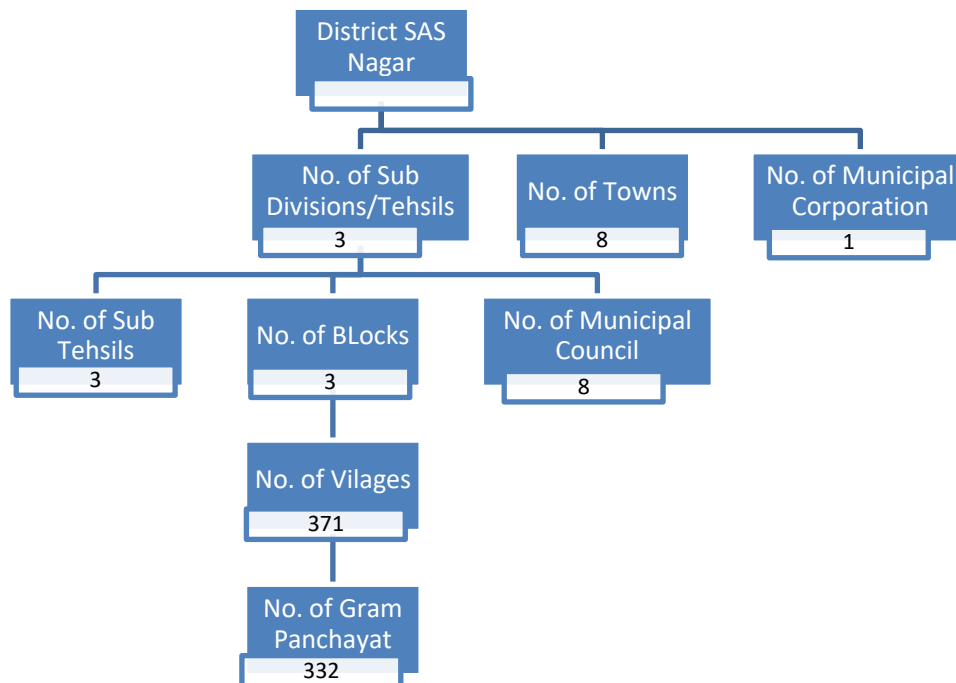 District SAS
Nagar
No. of Sub
Divisions/Tehsils
3
No. of Towns
8
No. of Municipal
Corporation
1
No. of Sub
Tehsils
3
No. of BLocks
3
No. of Municipal
Council
8
No. of Vilages
371
No. of Gram
Panchayat
332